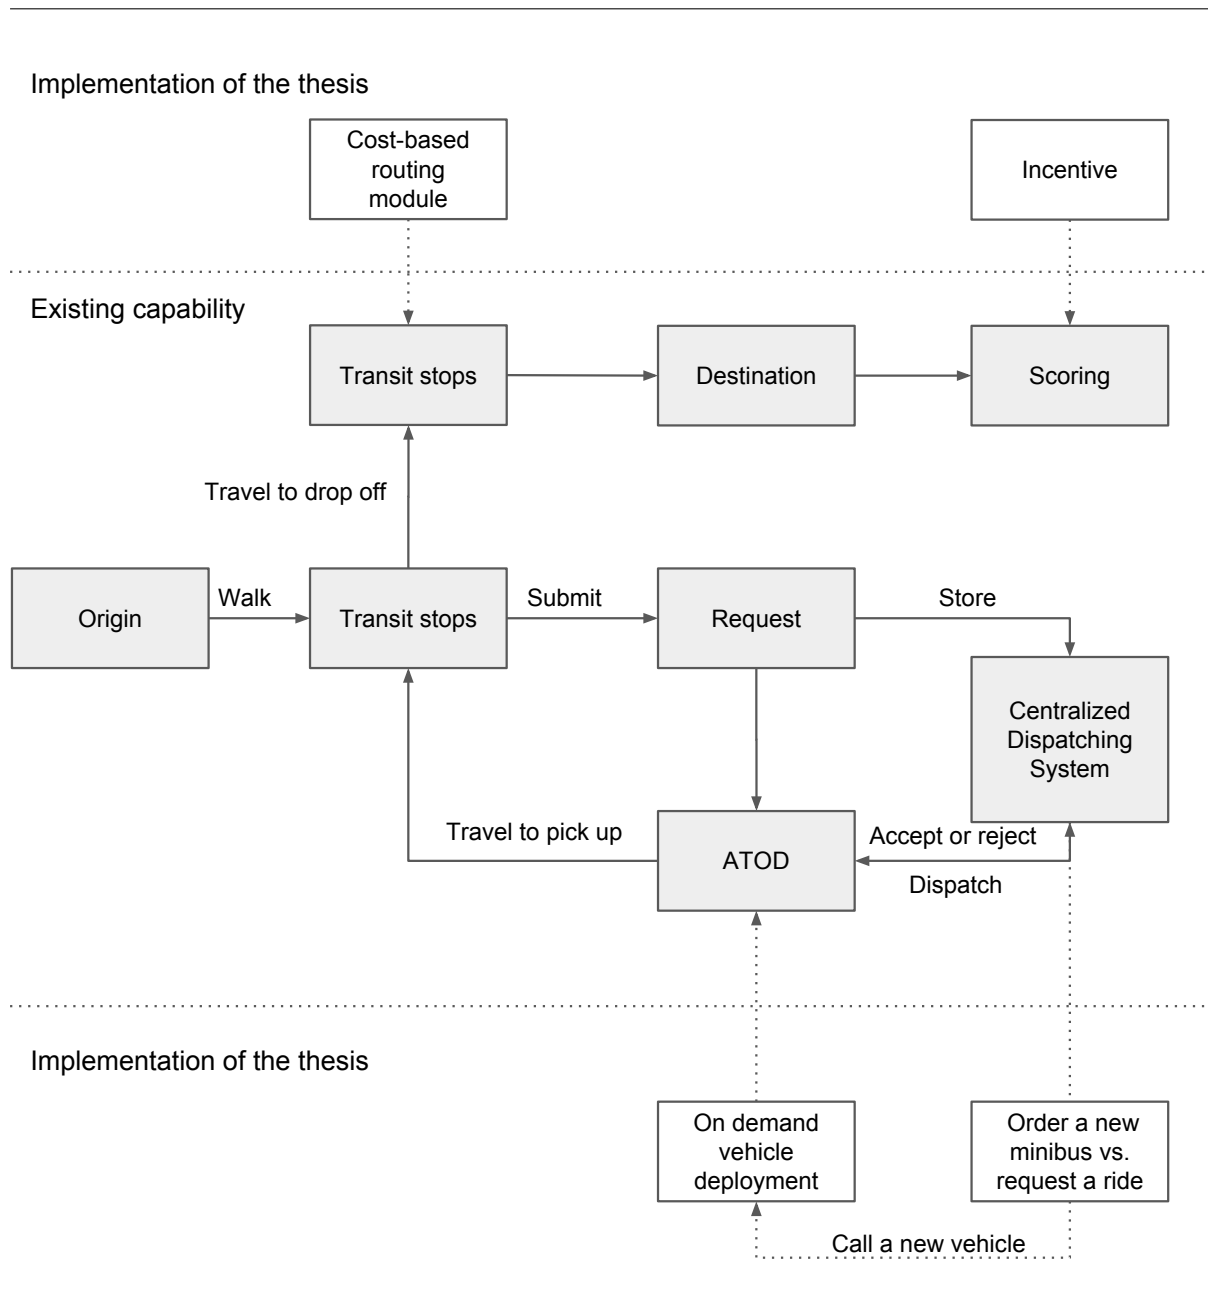 Implementation of the thesis
Cost-based
routing
module
Incentive
Existing capability
Transit stops
Destination
Scoring
Travel to drop off
Origin
Walk
Transit stops
Submit
Request
Store
Centralized
Dispatching
System
Travel to pick up
ATOD
Accept or reject
Dispatch
Implementation of the thesis
On demand
vehicle
deployment
Order a new
minibus vs.
request a ride
Call a new vehicle